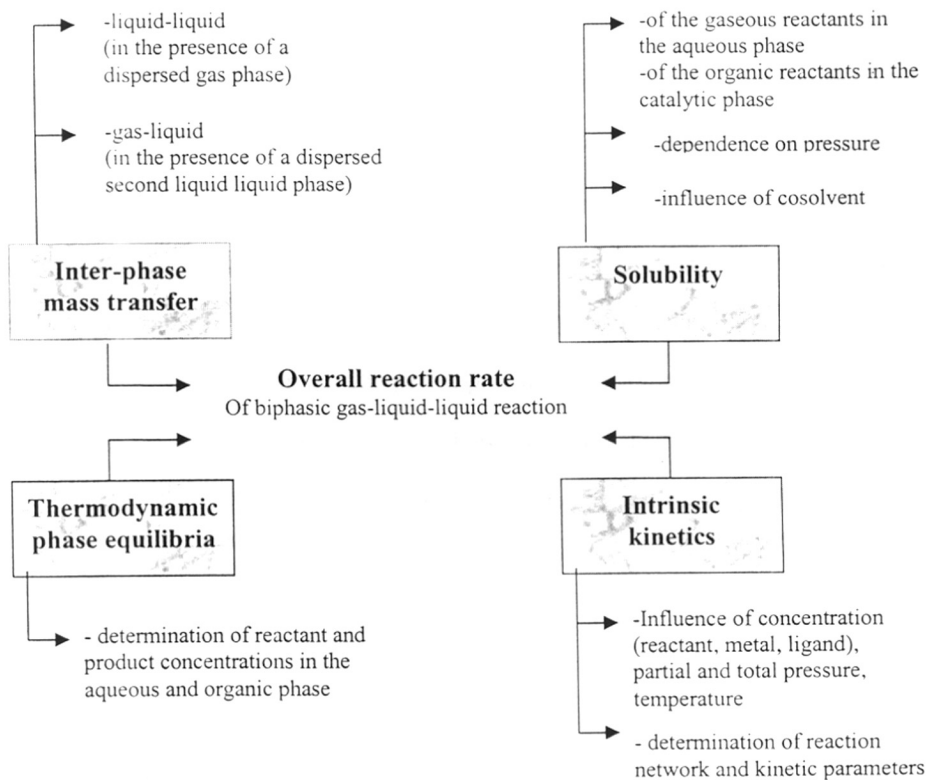 -liquid-liquid
(in the presence of a
dispersed gas phase)
-gas-liquid
(in the presence of a dispersed
second liquid liquid phase)
-of the gaseous reactants in
the aqueous phase
-of the organic reactants in the
catalytic phase
-dependence on pressure
-influence of cosolvent
Inter-phase
mass transfer
Solubility
Overall reaction rate
Of biphasic gas-liquid-liquid reaction
Thermodynamic
phase equilibria
Intrinsic
kinetics
- determination of reactant and
product concentrations in the
aqueous and organic phase
-Influence of concentration
(reactant, metal, ligand),
partial and total pressure,
temperature
- determination of reaction
network and kinetic parameters